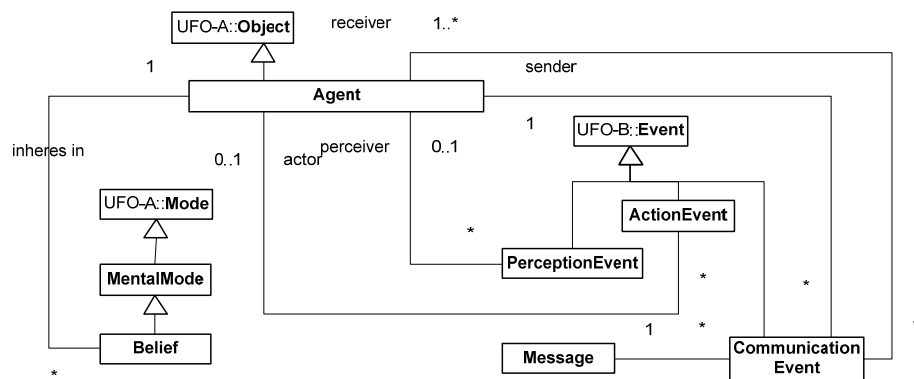 UFO-A::Object
receiver
1..*
1
sender
Agent
1
UFO-B::Event
inheres in
0..1
actor
perceiver
0..1
UFO-A::Mode
ActionEvent
*
PerceptionEvent
MentalMode
*
*
1
*
Belief
Message
Communication
Event
*